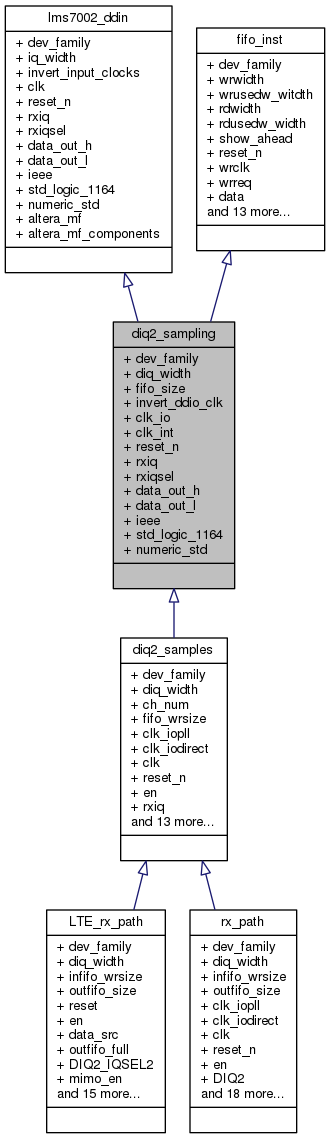 lms7002_ddin
+ dev_family
+ iq_width
+ invert_input_clocks
+ clk
+ reset_n
+ rxiq
+ rxiqsel
+ data_out_h
+ data_out_l
+ ieee
+ std_logic_1164
+ numeric_std
+ altera_mf
+ altera_mf_components
fifo_inst
+ dev_family
+ wrwidth
+ wrusedw_witdth
+ rdwidth
+ rdusedw_width
+ show_ahead
+ reset_n
+ wrclk
+ wrreq
+ data
and 13 more...
diq2_sampling
+ dev_family
+ diq_width
+ fifo_size
+ invert_ddio_clk
+ clk_io
+ clk_int
+ reset_n
+ rxiq
+ rxiqsel
+ data_out_h
+ data_out_l
+ ieee
+ std_logic_1164
+ numeric_std
diq2_samples
+ dev_family
+ diq_width
+ ch_num
+ fifo_wrsize
+ clk_iopll
+ clk_iodirect
+ clk
+ reset_n
+ en
+ rxiq
and 13 more...
LTE_rx_path
+ dev_family
+ diq_width
+ infifo_wrsize
+ outfifo_size
+ reset
+ en
+ data_src
+ outfifo_full
+ DIQ2_IQSEL2
+ mimo_en
and 15 more...
rx_path
+ dev_family
+ diq_width
+ infifo_wrsize
+ outfifo_size
+ clk_iopll
+ clk_iodirect
+ clk
+ reset_n
+ en
+ DIQ2
and 18 more...